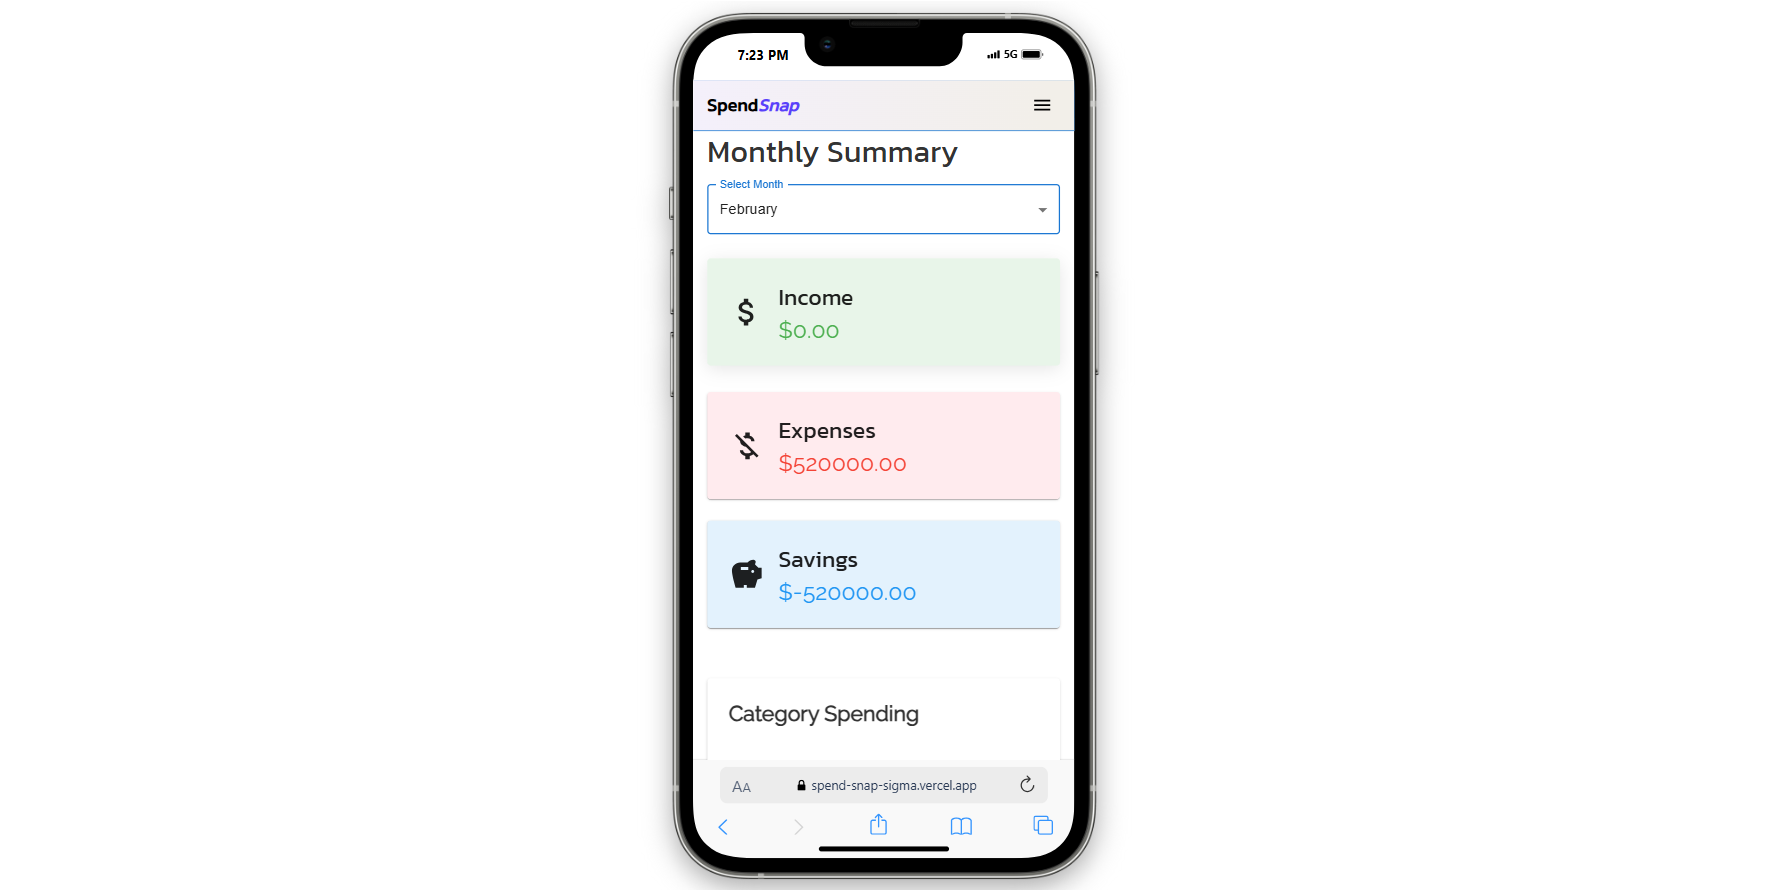 7:23 PM
5G
SpendSnap
Monthly Summary
Select Month
February
Income
$0.00
Expenses
$520000.00
Savings
$-520000.00
Category Spending
AA
spend-snap-sigma.vercel.app